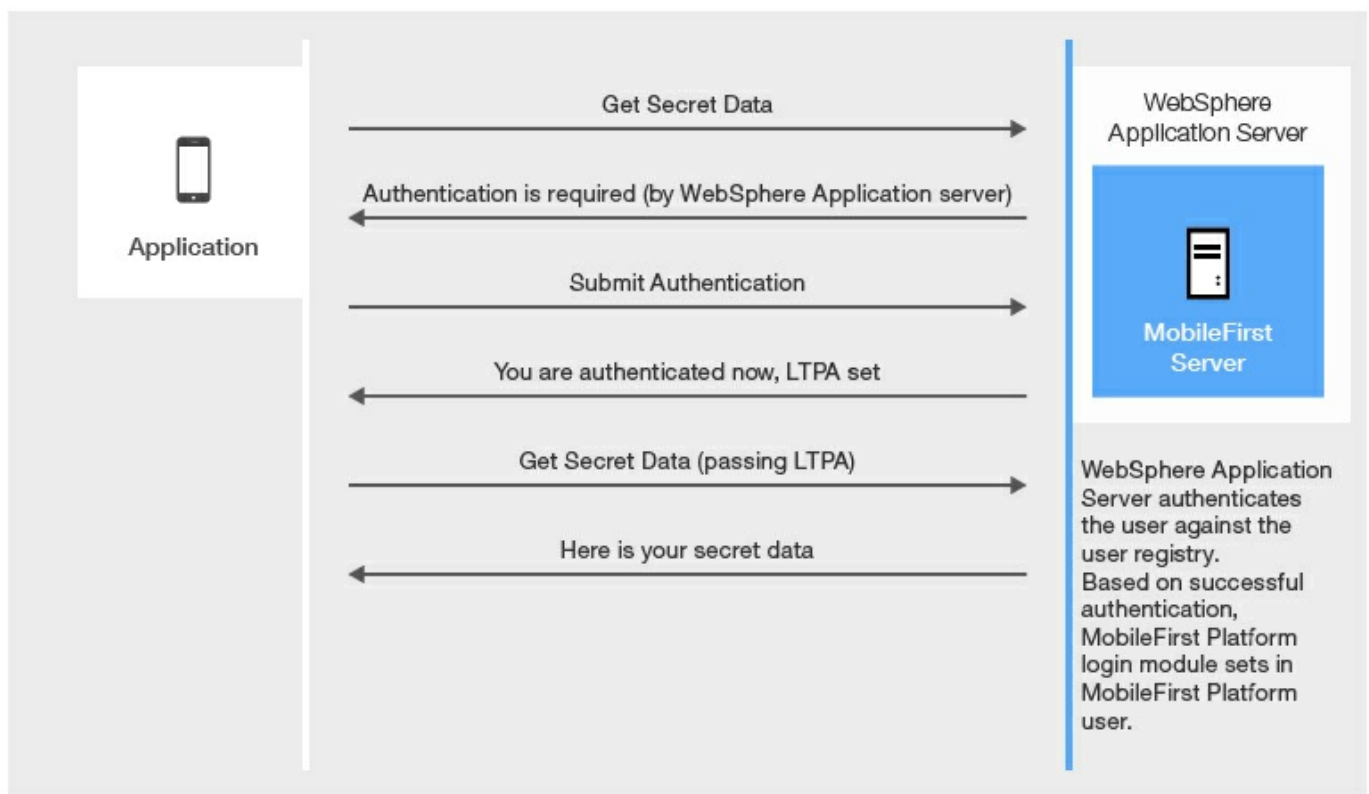 Application
Get Secret Data
Authentication is required (by WebSphere Application server)
Submit Authentication
You are authenticated now, LTPA set
Get Secret Data (passing LTPA)
Here is your secret data
WebSphere
Application Server
MobileFirst
Server
WebSphere Application
Server authenticates
the user against the
user registry.
Based on successful
authentication,
MobileFirst Platform
login module sets in
MobileFirst Platform
user.